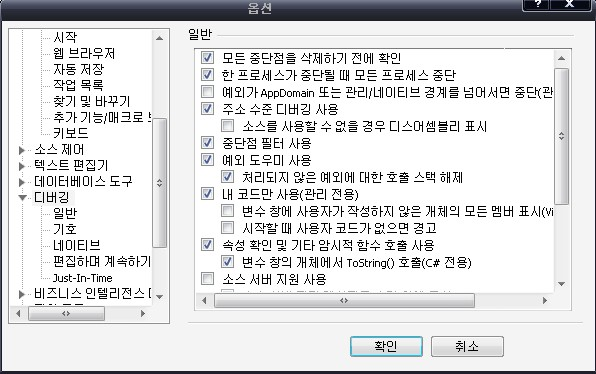 옵션
시작
웹 브라우저
자동 저장
작업 목록
찾기 및 바꾸기
추가 기능/매크로
키보드
소스 제어
텍스트 편집기
데이터베이스 도구
디버깅
일반
기호
네이티브
편집하며 계속하기
Just-In-Time
비즈니스 인텔리전스
일반
모든 중단점을 삭제하기 전에 확인
한 프로세스가 중단될 때 모든 프로세스 중단
예외가 AppDomain 또는 관리/네이티브 경계를 넘어서면 중단(관
주소 수준 디버깅 사용
소스를 사용할 수 없을 경우 디스어셈블리 표시
중단점 필터 사용
예외 도우미 사용
처리되지 않은 예외에 대한 호출 스택 해제
내 코드만 사용(관리 전용)
변수 창에 사용자가 작성하지 않은 개체의 모든 멤버 표시(Vi
시작할 때 사용자 코드가 없으면 경고
속성 확인 및 기타 암시적 함수 호출 사용
변수 창의 개체에서 ToString() 호출(C# 전용)
소스 서버 지원 사용
확인
취소